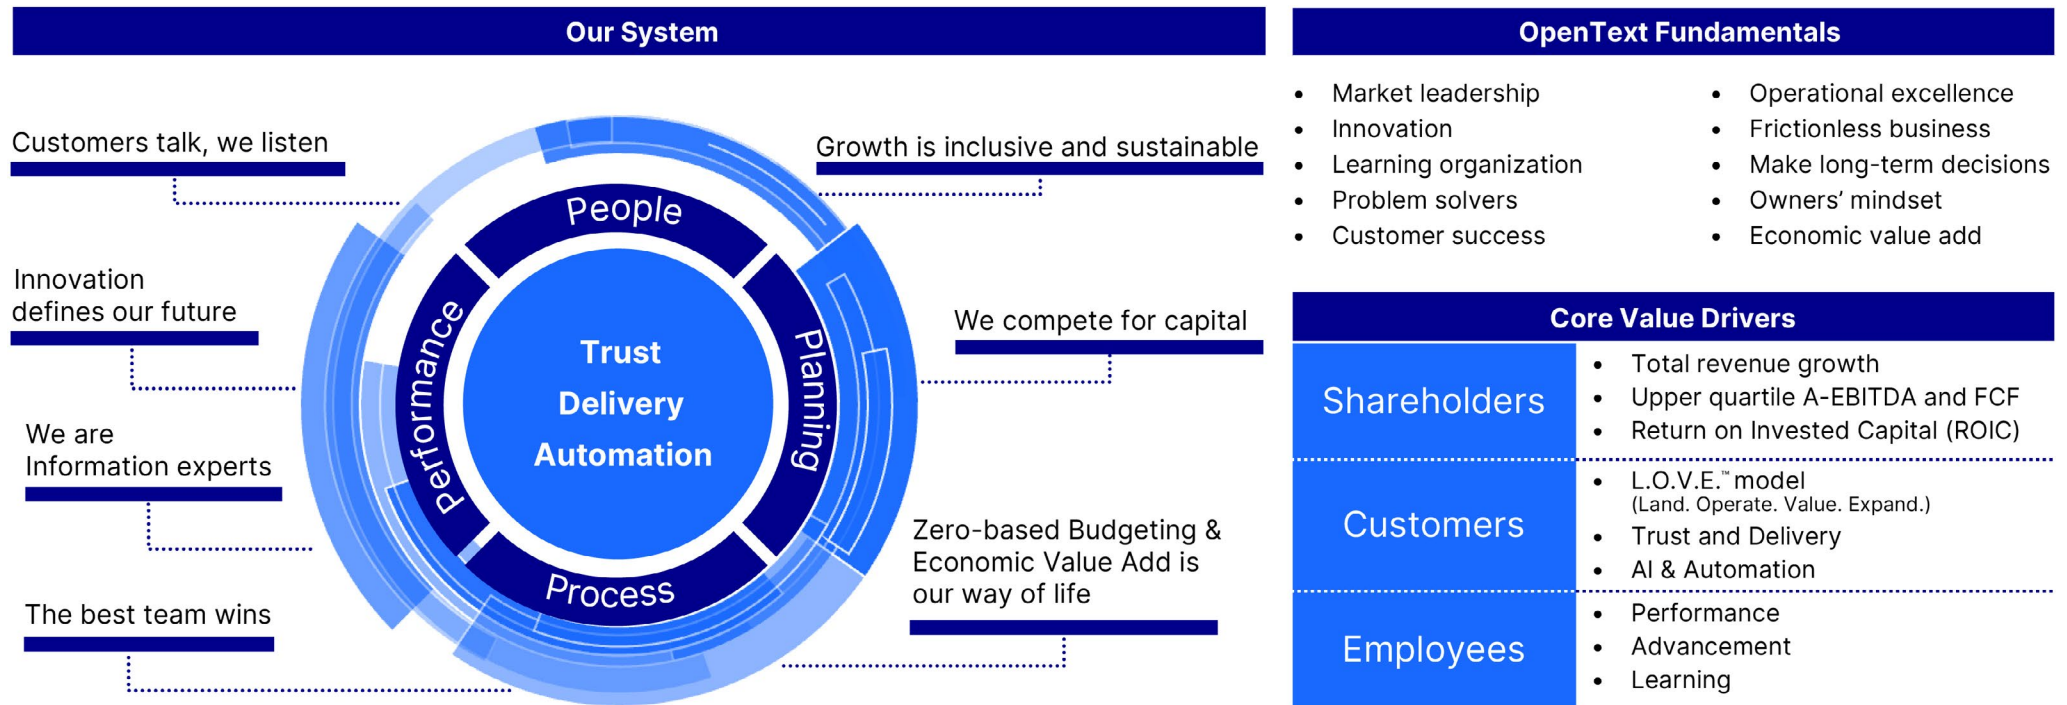 Our System
Customers talk, we listen
Innovation
defines our future
We are
Information experts
The best team wins
People
Performance
Planning
Process
Trust
Delivery
Automation
Growth is inclusive and sustainable
We compete for capital
Zero-based Budgeting &
Economic Value Add is
our way of life
OpenText Fundamentals
• Market leadership
• Innovation
• Learning organization
• Problem solvers
• Customer success
• Operational excellence
• Frictionless business
• Make long-term decisions
• Owners’ mindset
• Economic value add
Core Value Drivers
Shareholders
• Total revenue growth
• Upper quartile A-EBITDA and FCF
• Return on Invested Capital (ROIC)
Customers
• L.O.V.E.™ model
(Land. Operate. Value. Expand.)
• Trust and Delivery
• AI & Automation
Employees
• Performance
• Advancement
• Learning